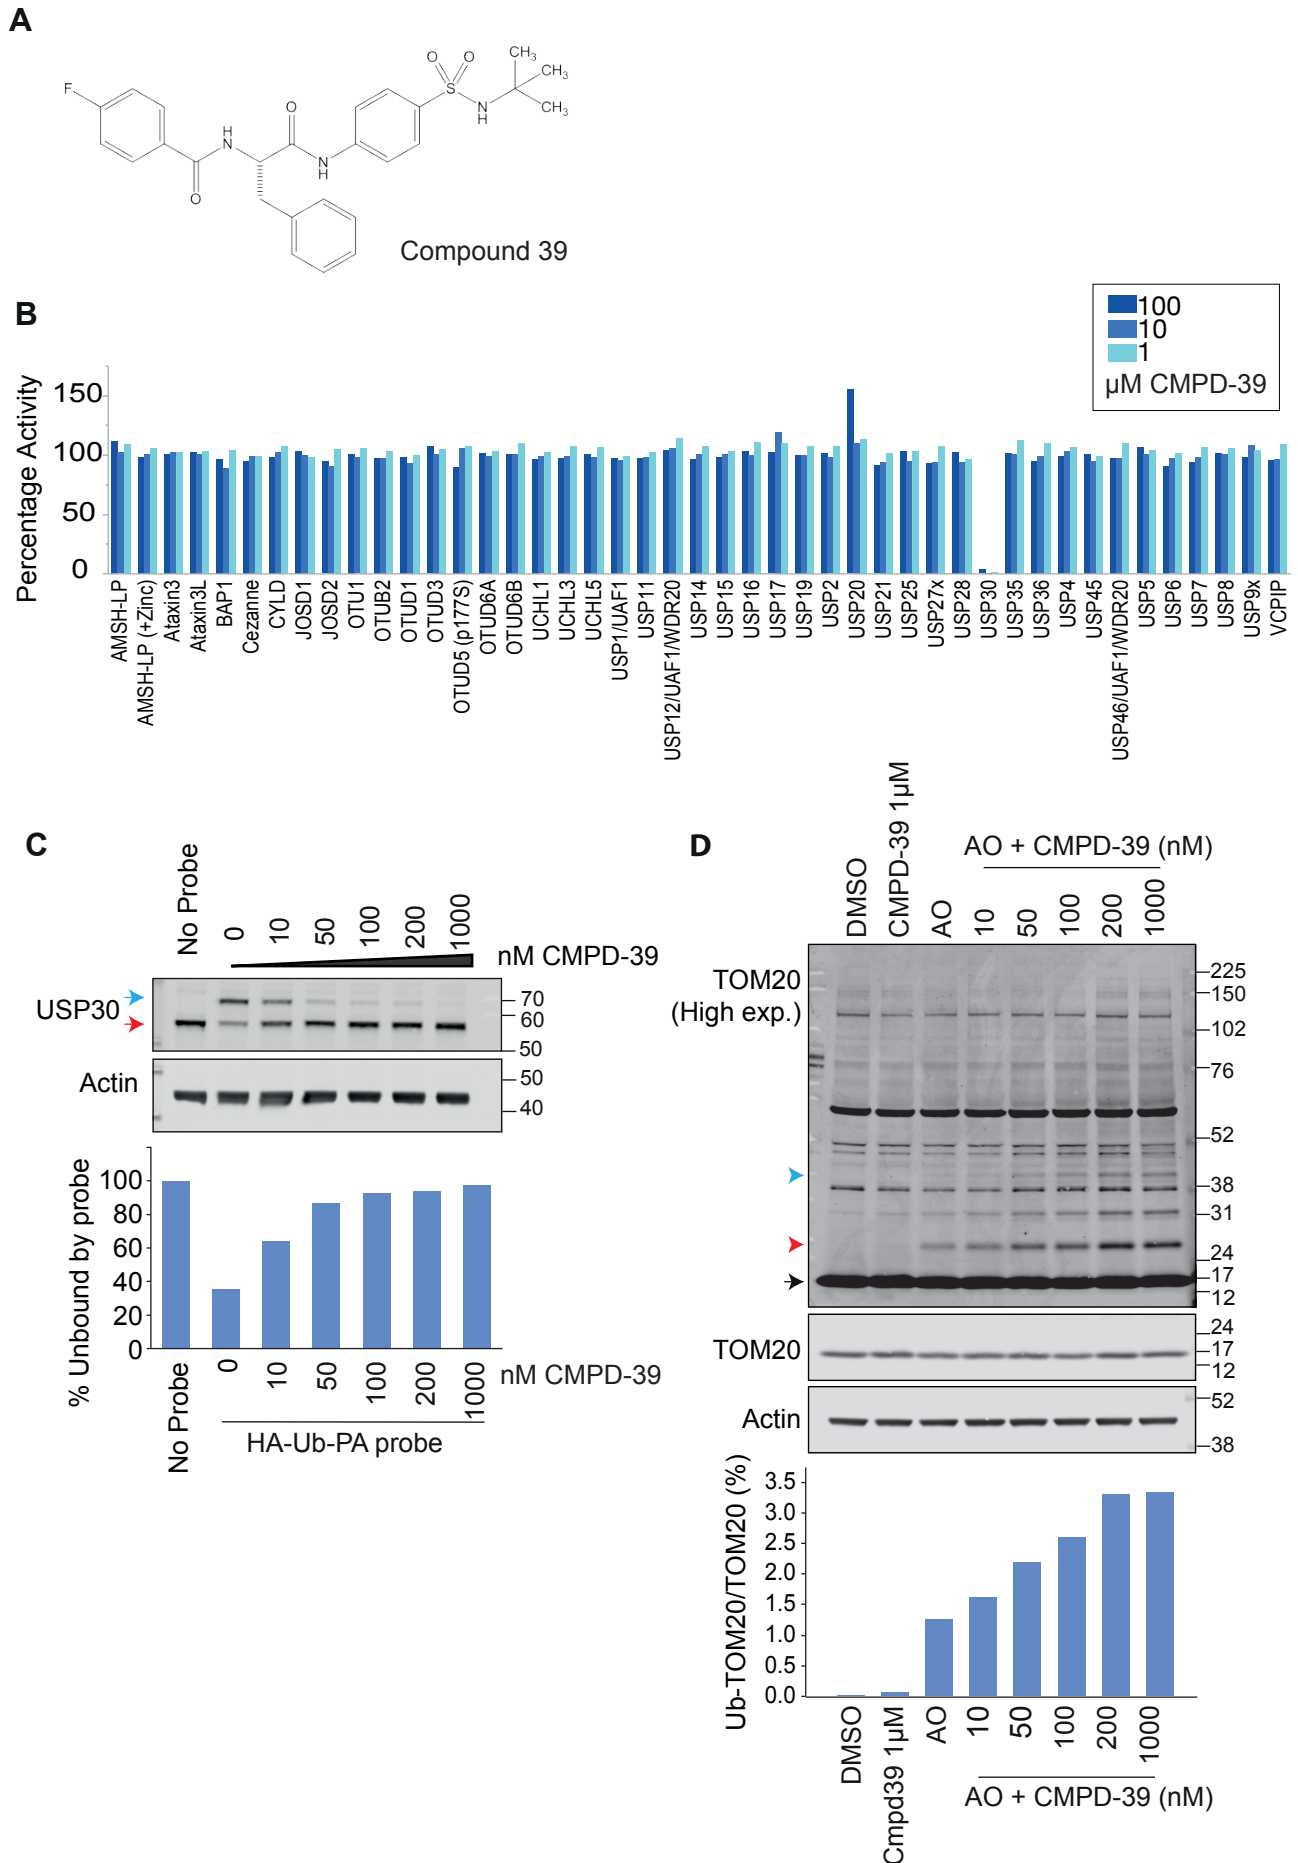 A
F
O
N
H
O
N
H
O O
S
N
H
CH3
CH3
CH3
Compound 39
B
100
10
1
µM CMPD-39
Percentage Activity
150
100
50
0
AMSH-LP
AMSH-LP (+Zinc)
Ataxin3
Ataxin3L
BAP1
Cezanne
CYLD
JOSD1
JOSD2
OTU1
OTUB2
OTUD1
OTUD3
OTUD5 (p177S)
OTUD6A
OTUD6B
UCHL1
UCHL3
UCHL5
USP1/UAF1
USP11
USP12/UAF1/WDR20
USP14
USP15
USP16
USP17
USP19
USP2
USP20
USP21
USP25
USP27x
USP28
USP30
USP35
USP36
USP4
USP45
USP46/UAF1/WDR20
USP5
USP6
USP7
USP8
USP9x
VCPIP
C
No Probe
0
10
50
100
200
1000
nM CMPD-39
USP30
70
60
50
Actin
50
40
% Unbound by probe
100
80
60
40
20
0
No Probe
0
10
50
100
200
1000
nM CMPD-39
HA-Ub-PA probe
D
DMSO
CMPD-39 1µM
AO
AO + CMPD-39 (nM)
10
50
100
200
1000
TOM20
(High exp.)
225
150
102
76
52
38
31
24
17
12
TOM20
24
17
12
Actin
52
38
Ub-TOM20/TOM20 (%)
3.5
3.0
2.5
2.0
1.5
1.0
0.5
0.0
DMSO
Cmpd39 1µM
AO
10
50
100
200
1000
AO + CMPD-39 (nM)